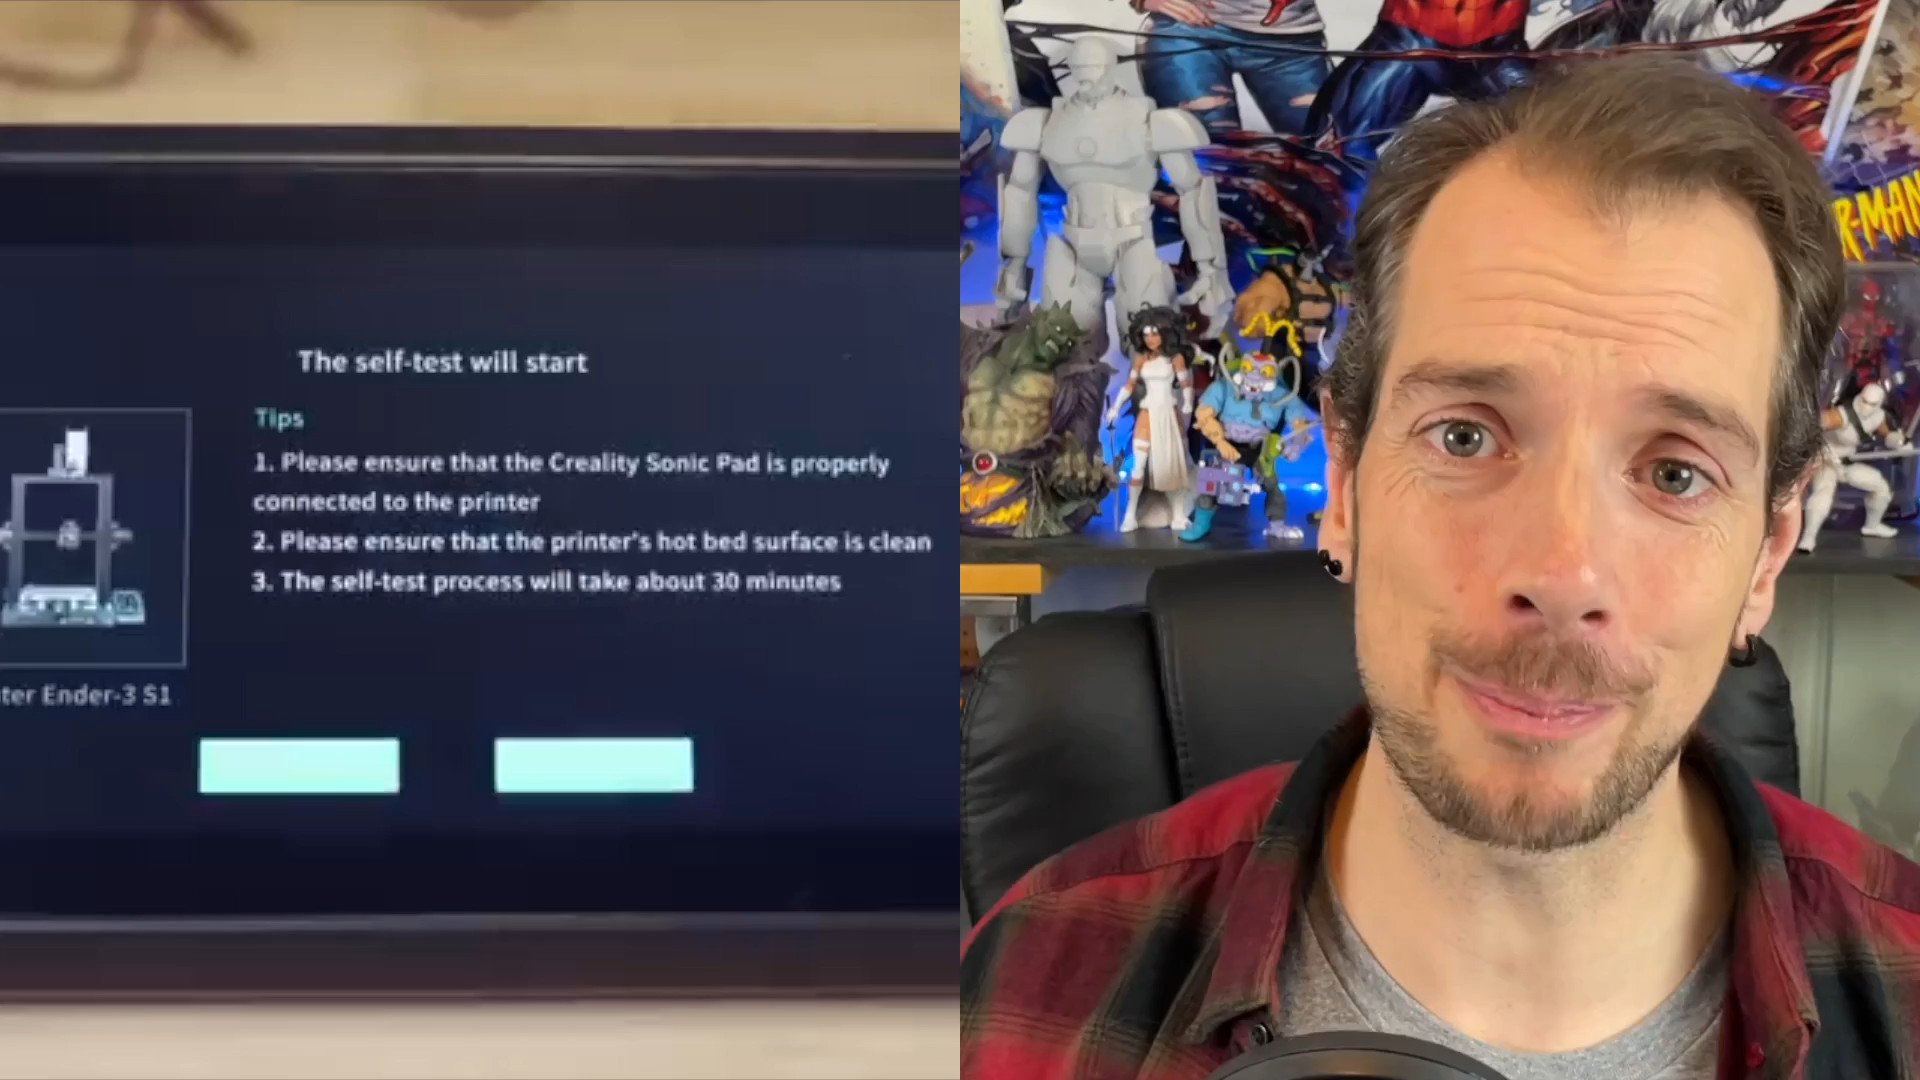 The self-test will start
Tips
1. Please ensure that the Creality Sonic Pad is properly
connected to the printer
2. Please ensure that the printer's hot bed surface is clean
3. The self-test process will take about 30 minutes
ter Ender-3 S1
R-MAN